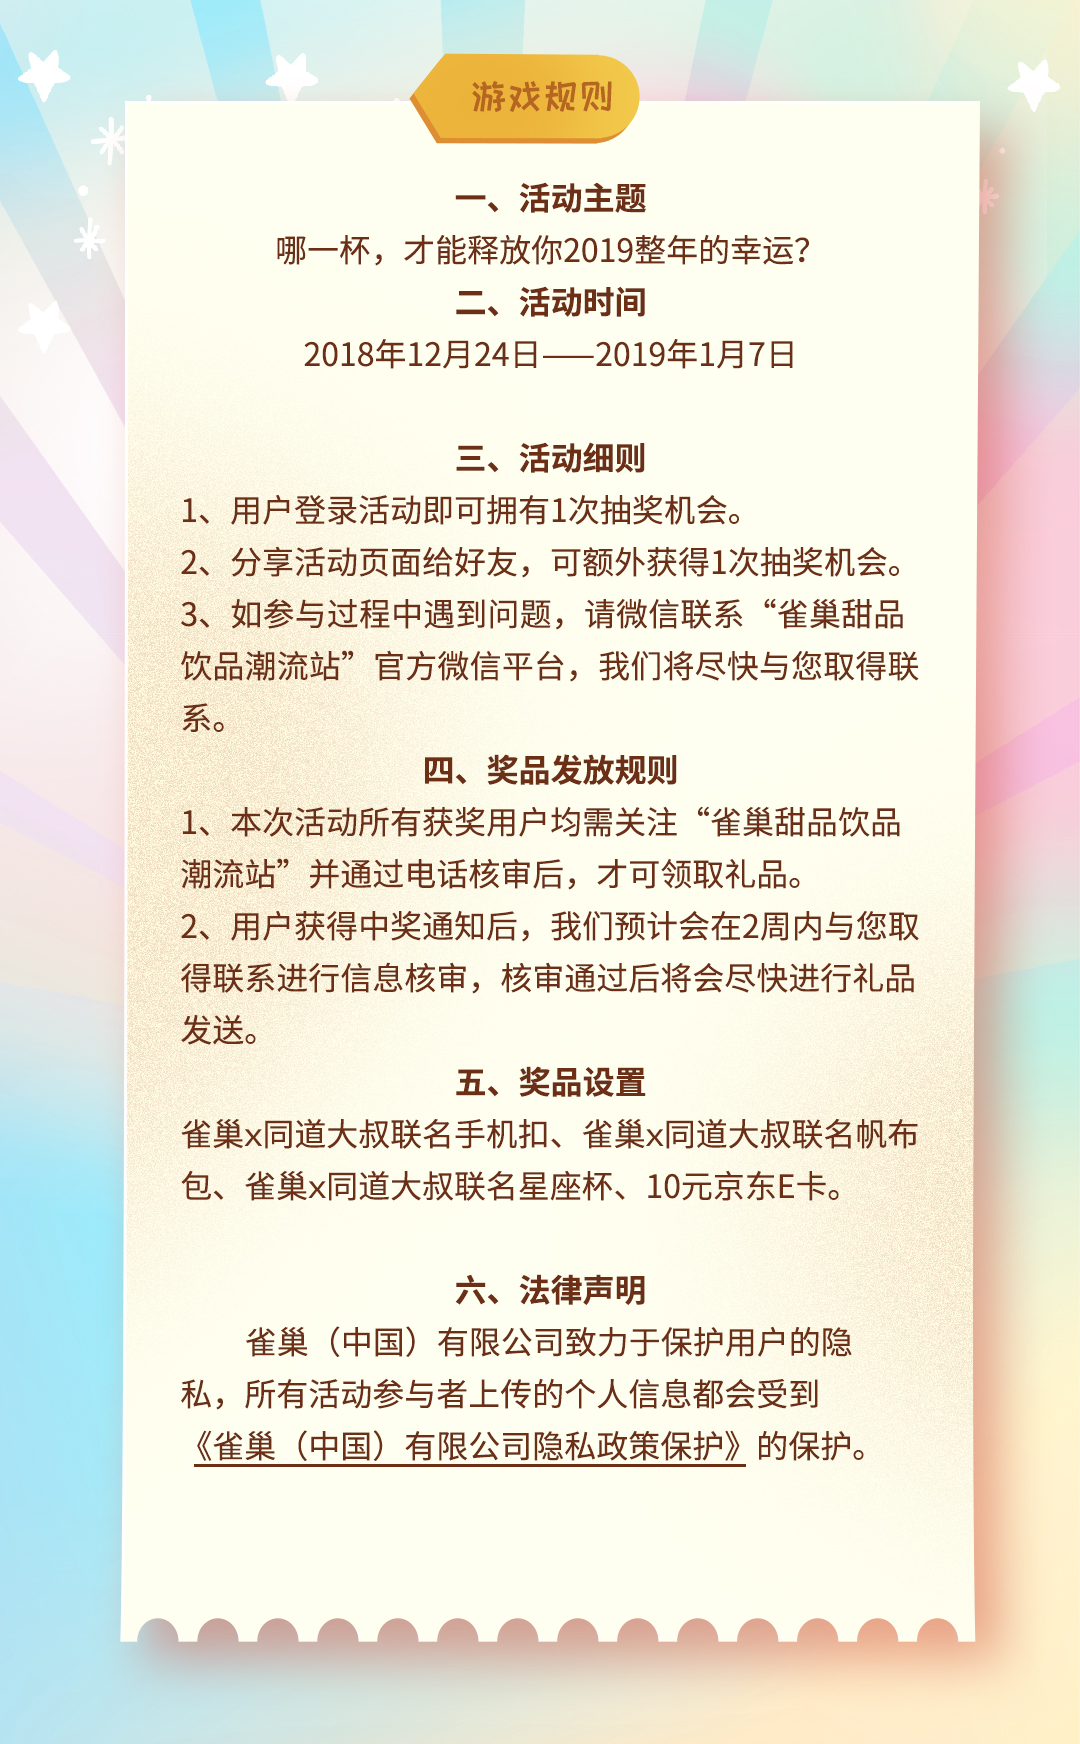 游戏规则
一、活动主题
哪一杯，才能释放你2019整年的幸运？
二、活动时间
2018年12月24日——2019年1月7日
三、活动细则
1、用户登录活动即可拥有1次抽奖机会。
2、分享活动页面给好友，可额外获得1次抽奖机会。
3、如参与过程中遇到问题，请微信联系“雀巢甜品
饮品潮流站”官方微信平台，我们将尽快与您取得联
系。
四、奖品发放规则
1、本次活动所有获奖用户均需关注“雀巢甜品饮品
潮流站”并通过电话核审后，才可领取礼品。
2、用户获得中奖通知后，我们预计会在2周内与您取
得联系进行信息核审，核审通过后将会尽快进行礼品
发送。
五、奖品设置
雀巢x同道大叔联名手机扣、雀巢x同道大叔联名帆布
包、雀巢x同道大叔联名星座杯、10元京东E卡。
六、法律声明
雀巢（中国）有限公司致力于保护用户的隐
私，所有活动参与者上传的个人信息都会受到
《雀巢（中国）有限公司隐私政策保护》的保护。